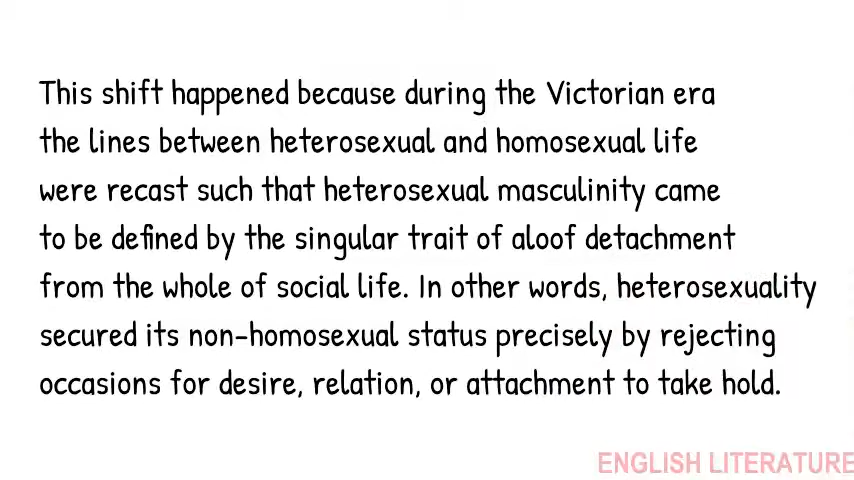 This shift happened because during the Victorian era
the lines between heterosexual and homosexual life
were recast such that heterosexual masculinity came
to be defined by the singular trait of aloof detachment
from the whole of social life. In other words, heterosexuality
secured its non-homosexual status precisely by rejecting
occasions for desire, relation, or attachment to take hold.
ENGLISH LITERATURE